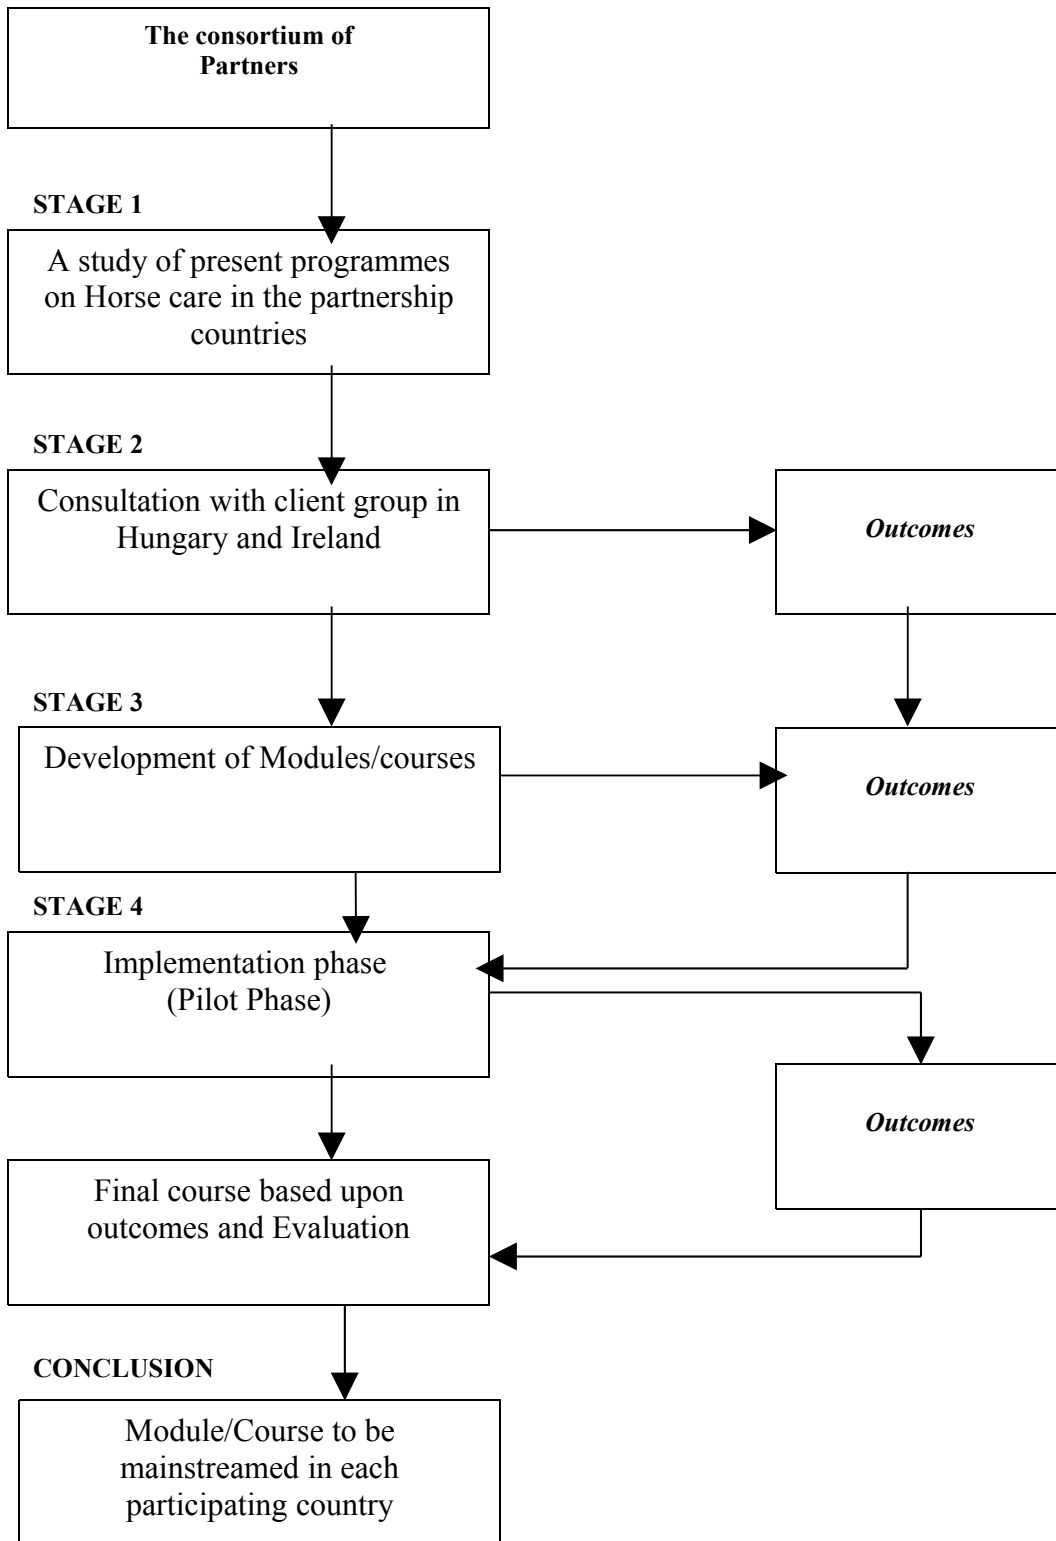 The consortium of
Partners
STAGE 1
A study of present programmes
on Horse care in the partnership
countries
STAGE 2
Consultation with client group in
Hungary and Ireland
Outcomes
STAGE 3
Development of Modules/courses
Outcomes
STAGE 4
Implementation phase
(Pilot Phase)
Outcomes
Final course based upon
outcomes and Evaluation
CONCLUSION
Module/Course to be
mainstreamed in each
participating country